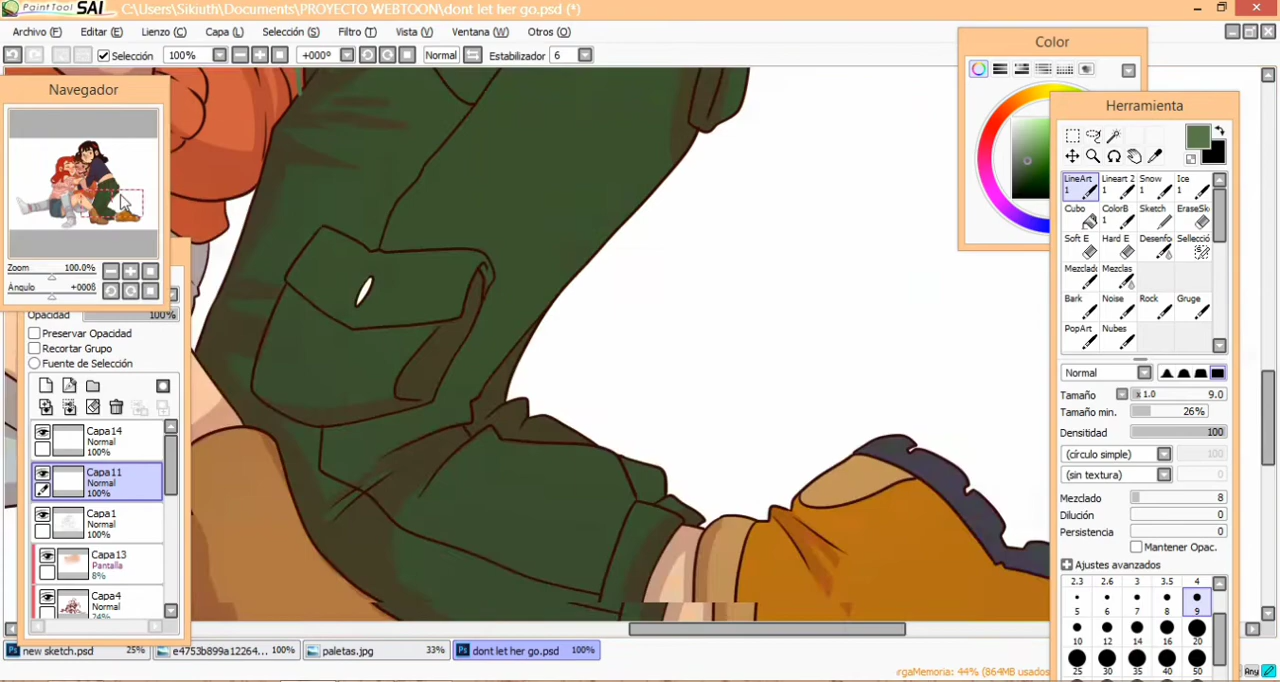 PaintTool SAI C:\Users\Sikiuth\Documents\PROYECTO WEBTOON\dont let her go.psd (*)
Archivo (F) Editar (E) Lienzo (C) Capa (L) Selección (S) Filtro (T) Vista (V) Ventana (W) Otros (O)
Selección 100% +000° Normal Estabilizador 6
Navegador
Zoom 100.0%
Ángulo +000§
Opacidad 100%
Preservar Opacidad
Recortar Grupo
Fuente de Selección
Capa14
Normal
100%
Capa11
Normal
100%
Capa1
Normal
100%
Capa13
Pantalla
8%
Capa4
Normal
24%
Color
Herramienta
LineArt Lineart 2 Snow Ice
1 1 1 1
Cubo ColorB Sketch EraseSk
1
Soft E Hard E Desenfo Sellecció
Mezclad Mezclas
Bark Noise Rock Gruge
PopArt Nubes
Normal
Tamaño x 1.0 9.0
Tamaño min. 26%
Densitidad 100
(círculo simple) 100
(sin textura) 0
Mezclado 8
Dilución 0
Persistencia 0
Mantener Opac.
Ajustes avanzados
2.3 2.6 3 3.5 4
5 6 7 8 9
10 12 14 16 20
25 30 35 40 50
new sketch.psd 25% e4753b899a12264... 100% paletas.jpg 33% dont let her go.psd 100%
rgaMemoria: 44% (864MB usados
Any